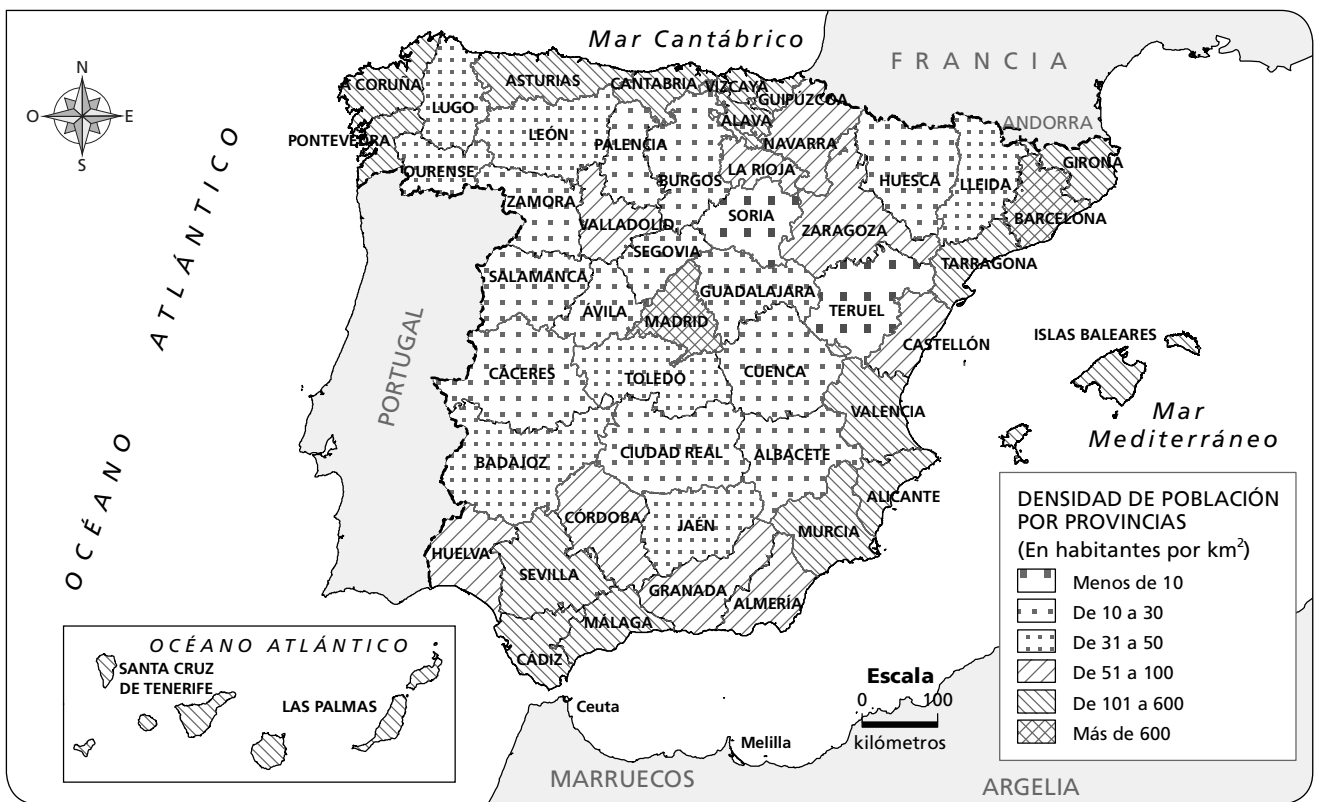 Mar Cantábrico
FRANCIA
N
O
E
S
A CORUÑA
LUGO
ASTURIAS
CANTABRIA
VIZCAYA
GUIPÚZCOA
ÁLAVA
NAVARRA
ANDORRA
PONTEVEDRA
OURENSE
LEÓN
PALENCIA
BURGOS
LA RIOJA
HUESCA
LLEIDA
GIRONA
BARCELONA
ZAMORA
VALLADOLID
SORIA
ZARAGOZA
TARRAGONA
SEGOVIA
SALAMANCA
ÁVILA
MADRID
GUADALAJARA
TERUEL
CASTELLÓN
ISLAS BALEARES
OCÉANO ATLÁNTICO
PORTUGAL
CÁCERES
TOLEDO
CUENCA
VALENCIA
Mar
Mediterráneo
BADAJOZ
CIUDAD REAL
ALBACETE
ALICANTE
CÓRDOBA
JAÉN
MURCIA
HUELVA
SEVILLA
GRANADA
ALMERÍA
MÁLAGA
CÁDIZ
Ceuta
Melilla
MARRUECOS
ARGELIA
OCÉANO ATLÁNTICO
SANTA CRUZ
DE TENERIFE
LAS PALMAS
Escala
0 100
kilómetros
DENSIDAD DE POBLACIÓN
POR PROVINCIAS
(En habitantes por km²)
Menos de 10
De 10 a 30
De 31 a 50
De 51 a 100
De 101 a 600
Más de 600